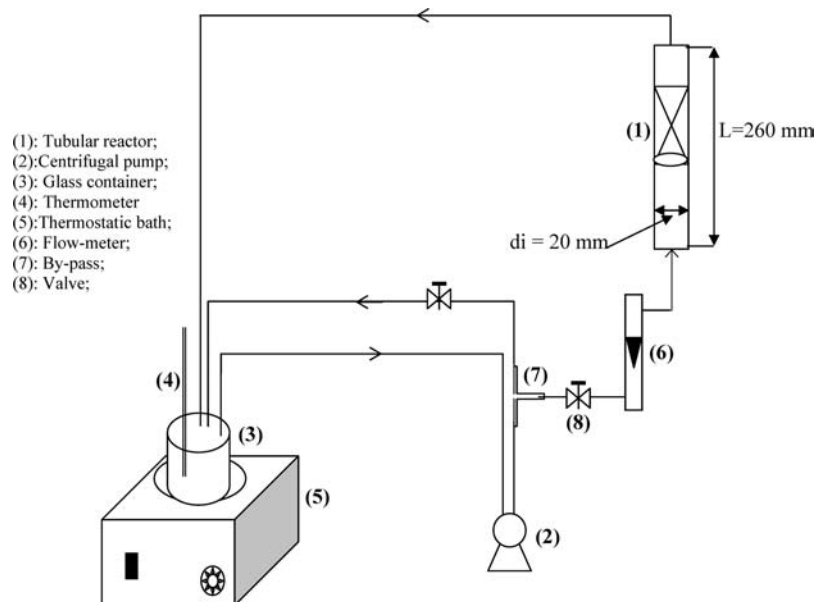 (1): Tubular reactor;
(2):Centrifugal pump;
(3): Glass container;
(4): Thermometer
(5):Thermostatic bath;
(6): Flow-meter;
(7): By-pass;
(8): Valve;
(1)
L=260 mm
di = 20 mm
(6)
(7)
(8)
(4)
(3)
(5)
(2)